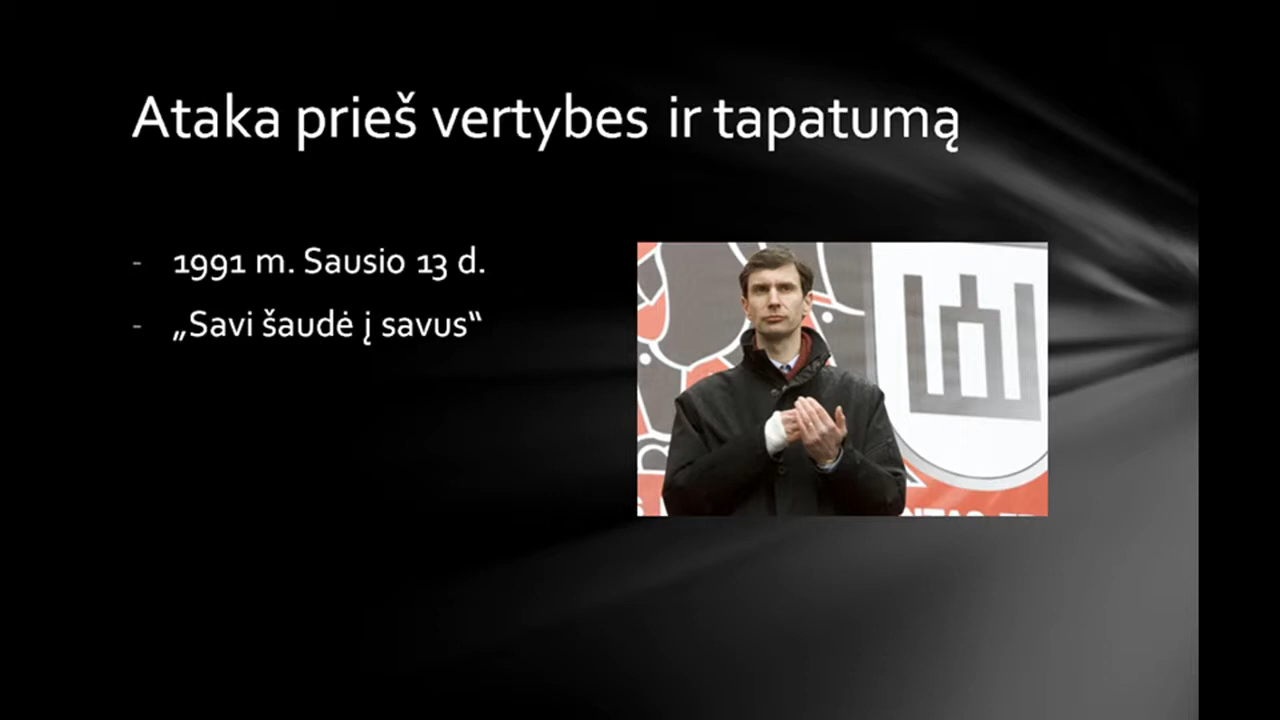 Ataka prieš vertybes ir tapatumą
- 1991 m. Sausio 13 d.
- „Savi šaudė į savus“